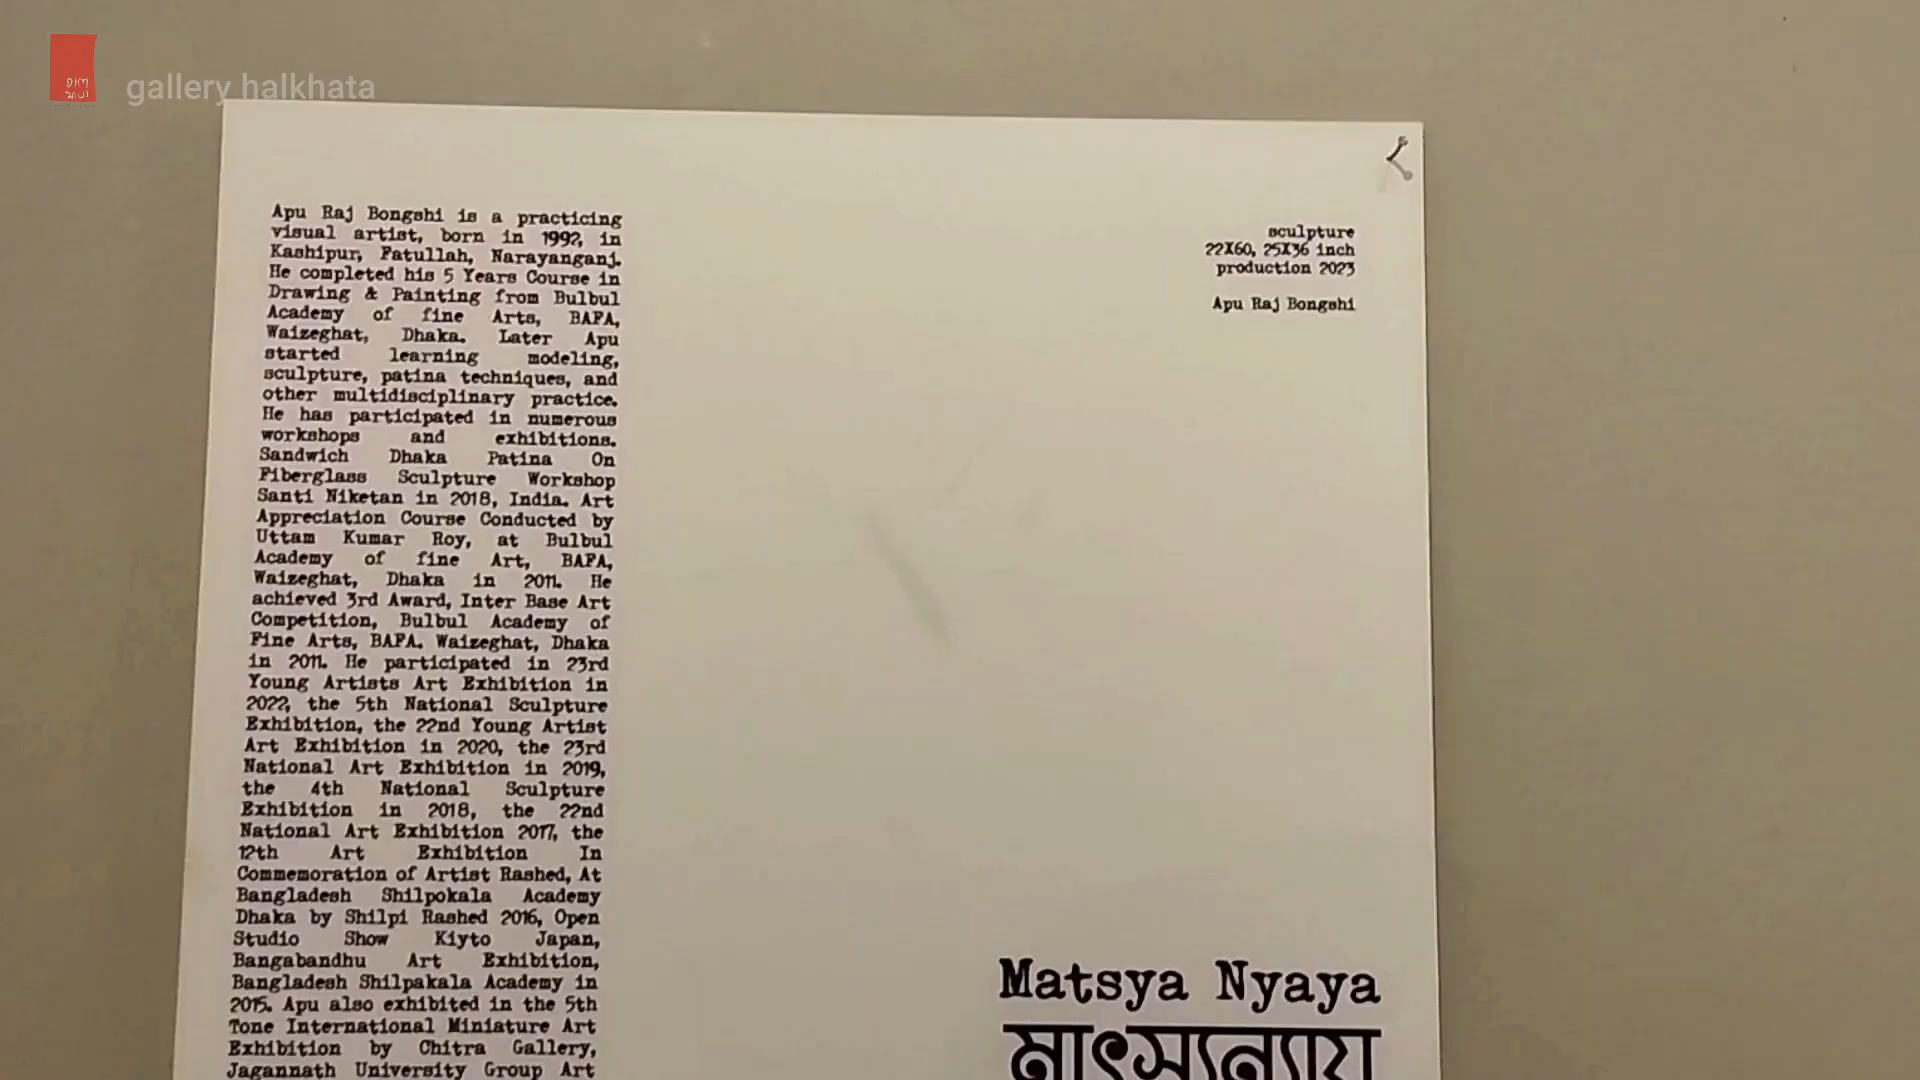 হাল
খাতা
gallery halkhata
Apu Raj Bongshi is a practicing
visual artist, born in 1992, in
Kashipur, Fatullah, Narayanganj.
He completed his 5 Years Course in
Drawing & Painting from Bulbul
Academy of fine Arts, BAFA,
Waizeghat, Dhaka. Later Apu
started learning modeling,
sculpture, patina techniques, and
other multidisciplinary practice.
He has participated in numerous
workshops and exhibitions.
Sandwich Dhaka Patina On
Fiberglass Sculpture Workshop
Santi Niketan in 2018, India. Art
Appreciation Course Conducted by
Uttam Kumar Roy, at Bulbul
Academy of fine Art, BAFA,
Waizeghat, Dhaka in 2011. He
achieved 3rd Award, Inter Base Art
Competition, Bulbul Academy of
Fine Arts, BAFA. Waizeghat, Dhaka
in 2011. He participated in 23rd
Young Artists Art Exhibition in
2022, the 5th National Sculpture
Exhibition, the 22nd Young Artist
Art Exhibition in 2020, the 23rd
National Art Exhibition in 2019,
the 4th National Sculpture
Exhibition in 2018, the 22nd
National Art Exhibition 2017, the
12th Art Exhibition In
Commemoration of Artist Rashed, At
Bangladesh Shilpokala Academy
Dhaka by Shilpi Rashed 2016, Open
Studio Show Kiyto Japan,
Bangabandhu Art Exhibition,
Bangladesh Shilpakala Academy in
2015. Apu also exhibited in the 5th
Tone International Miniature Art
Exhibition by Chitra Gallery,
Jagannath University Group Art
sculpture
22X60, 25X36 inch
production 2023
Apu Raj Bongshi
Matsya Nyaya
মাৎস্যন্যায়